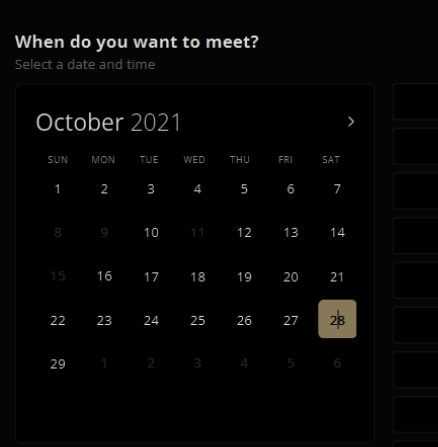 When do you want to meet?
Select a date and time
October 2021
SUN MON TUE WED THU FRI SAT
1 2 3 4 5 6 7
8 9 10 11 12 13 14
15 16 17 18 19 20 21
22 23 24 25 26 27 28
29 1 2 3 4 5 6